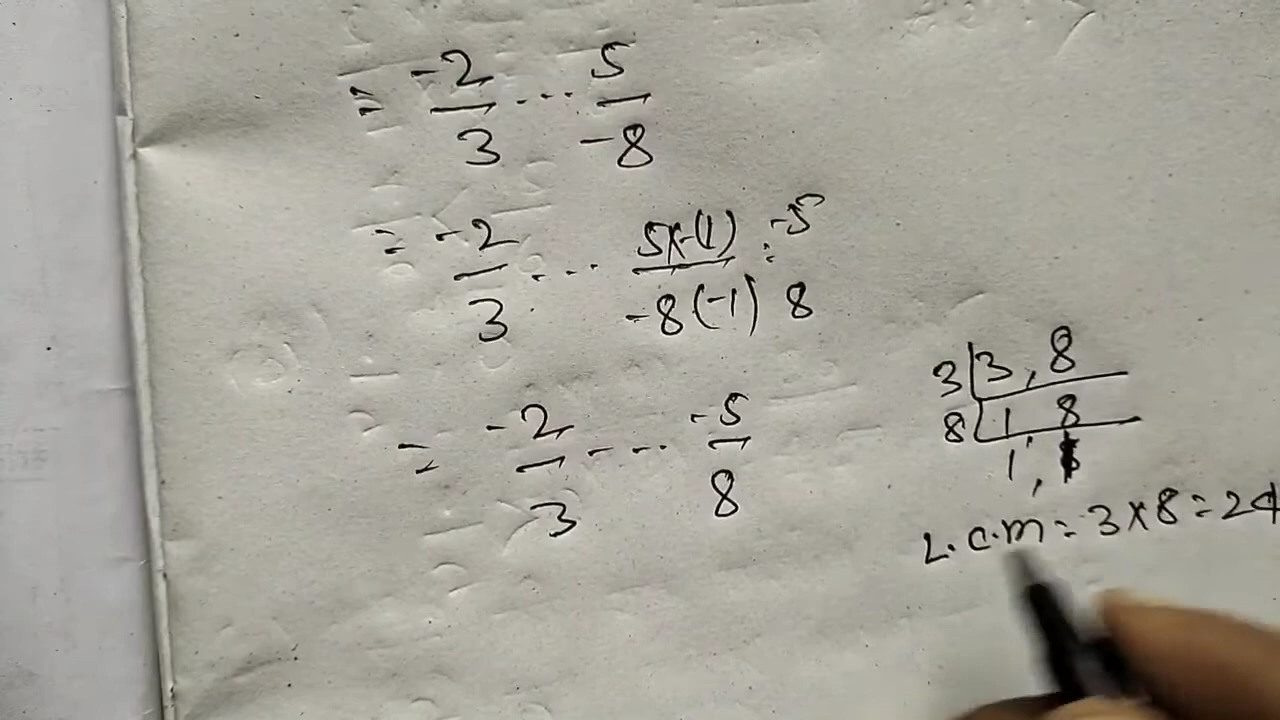 = -2/3 ... 5/-8
= -2/3 ... 5×-(1)/-8(-1) = -5/8
= -2/3 ---... -5/8
3|3,8
8|1,8
1,1
L.C.M = 3×8=24